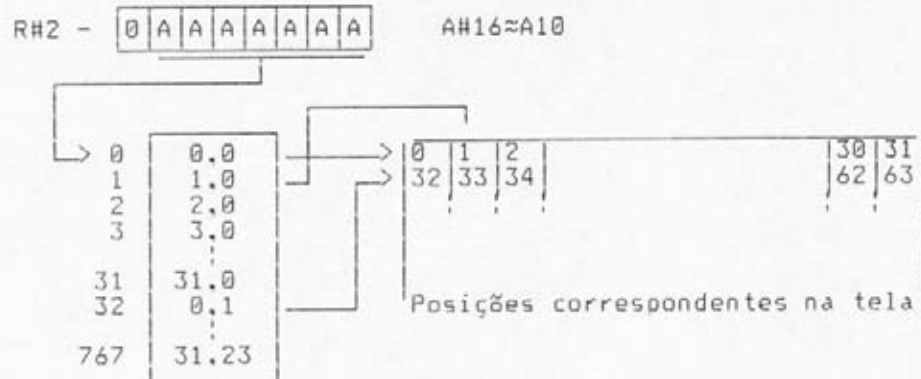 R#2 - 0 A A A A A A A A#16≈A10
0 0.0 0 1 2 30 31
1 1.0 32 33 34 62 63
2 2.0
3 3.0
31 31.0
32 0.1 Posições correspondentes na tela
767 31.23